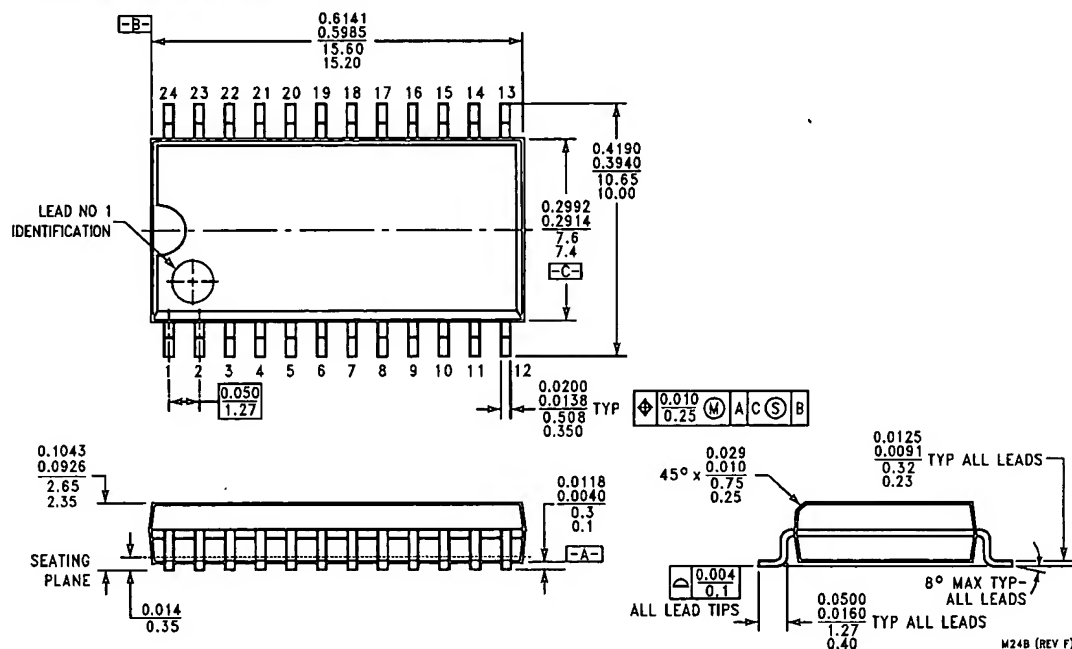 -B-
0.6141
0.5985
15.60
15.20
24 23 22 21 20 19 18 17 16 15 14 13
0.4190
0.3940
10.65
10.00
LEAD NO 1
IDENTIFICATION
0.2992
0.2914
7.6
7.4
-C-
1 2 3 4 5 6 7 8 9 10 11 12
0.050
1.27
0.0200
0.0138
0.508
0.350
TYP
⌖ 0.010 0.25 Ⓜ A C Ⓢ B
0.1043
0.0926
2.65
2.35
0.0118
0.0040
0.3
0.1
-A-
SEATING
PLANE
0.014
0.35
45° x
0.029
0.010
0.75
0.25
0.0125
0.0091
0.32
0.23
TYP ALL LEADS
0.004
0.1
ALL LEAD TIPS
8° MAX TYP-
ALL LEADS
0.0500
0.0160
1.27
0.40
TYP ALL LEADS
M24B (REV F)